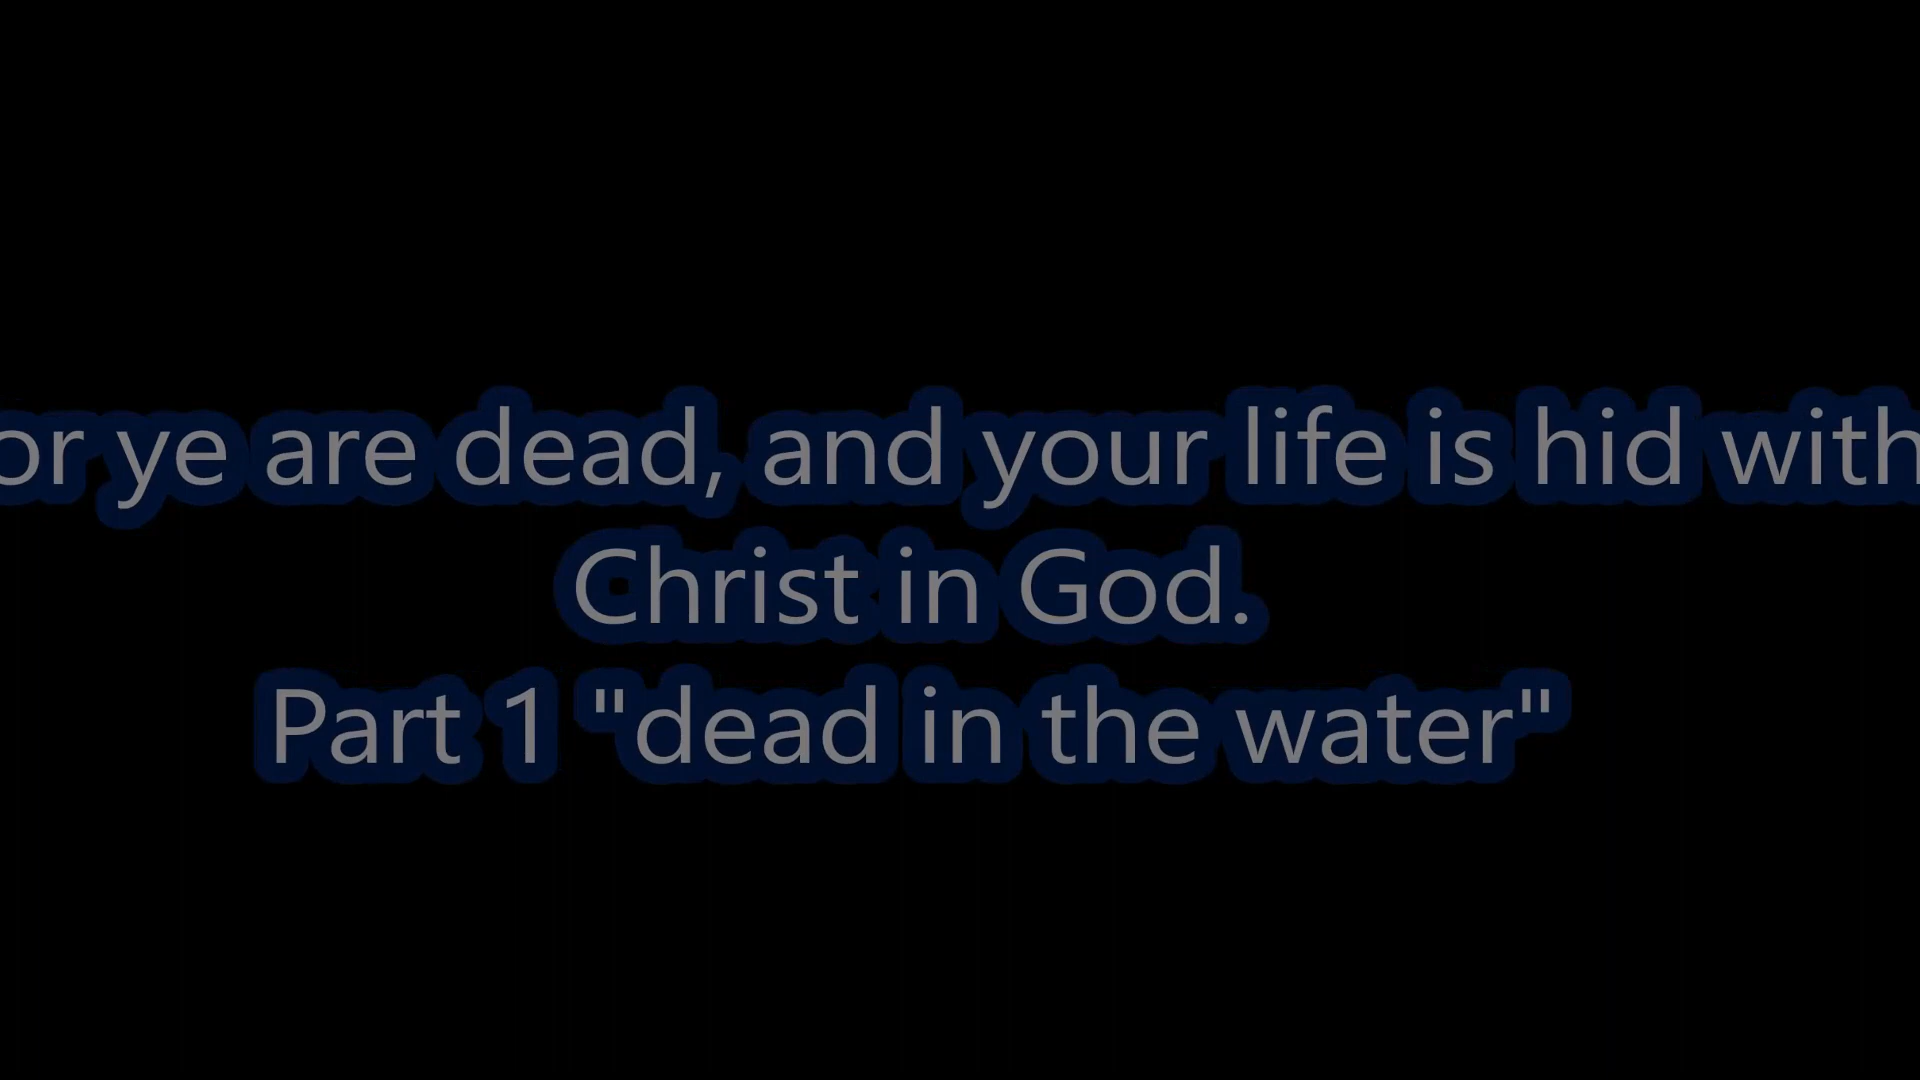 or ye are dead, and your life is hid with
Christ in God.
Part 1 "dead in the water"